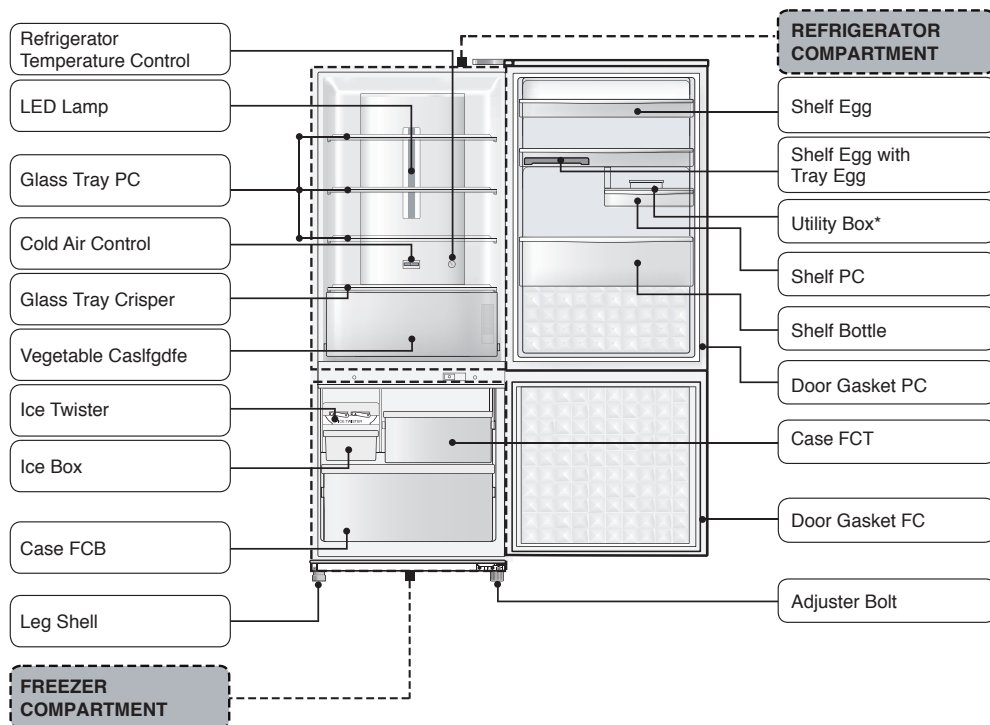 Refrigerator
Temperature Control
LED Lamp
Glass Tray PC
Cold Air Control
Glass Tray Crisper
Vegetable Caslfgdfe
Ice Twister
Ice Box
Case FCB
Leg Shell
FREEZER
COMPARTMENT
ICE TWISTER
REFRIGERATOR
COMPARTMENT
Shelf Egg
Shelf Egg with
Tray Egg
Utility Box*
Shelf PC
Shelf Bottle
Door Gasket PC
Case FCT
Door Gasket FC
Adjuster Bolt